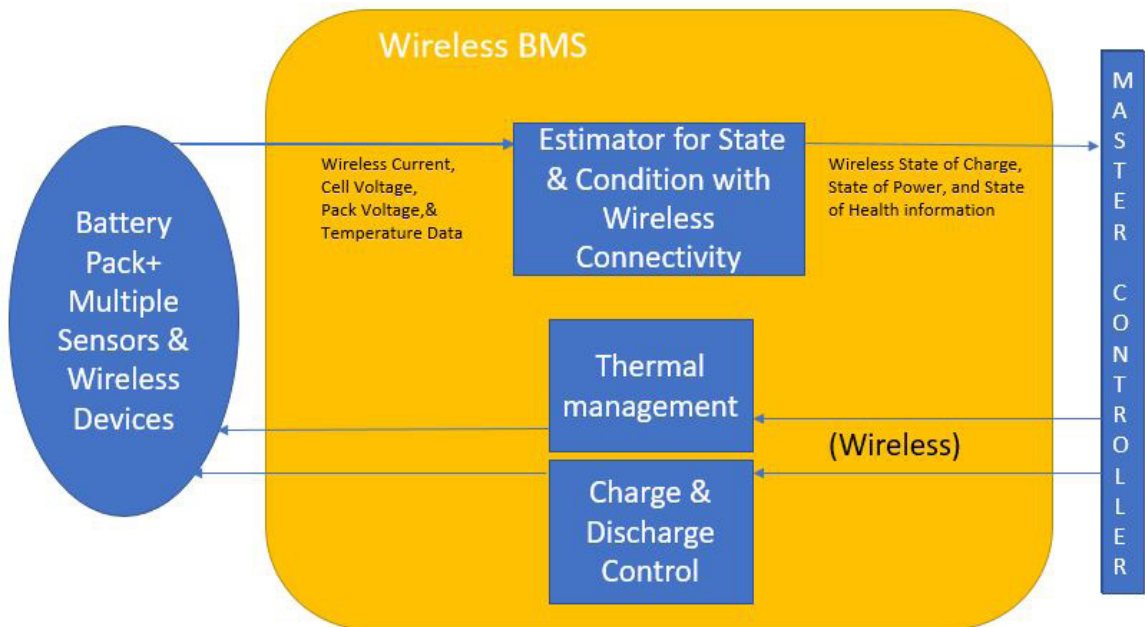 Wireless BMS
Battery
Pack+
Multiple
Sensors &
Wireless
Devices
Wireless Current,
Cell Voltage,
Pack Voltage,&
Temperature Data
Estimator for State
& Condition with
Wireless
Connectivity
Wireless State of Charge,
State of Power, and State
of Health information
Thermal
management
(Wireless)
Charge &
Discharge
Control
MASTER CONTROLLER